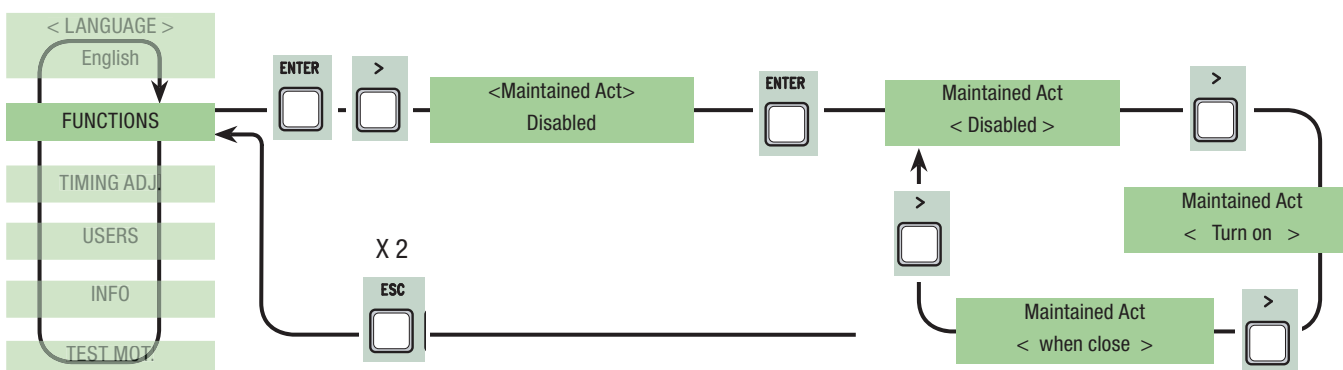 < LANGUAGE >
English
FUNCTIONS
TIMING ADJ.
USERS
INFO
TEST MOT.
ENTER
>
<Maintained Act>
Disabled
ENTER
Maintained Act
< Disabled >
>
Maintained Act
< Turn on >
>
Maintained Act
< when close >
>
X 2
ESC